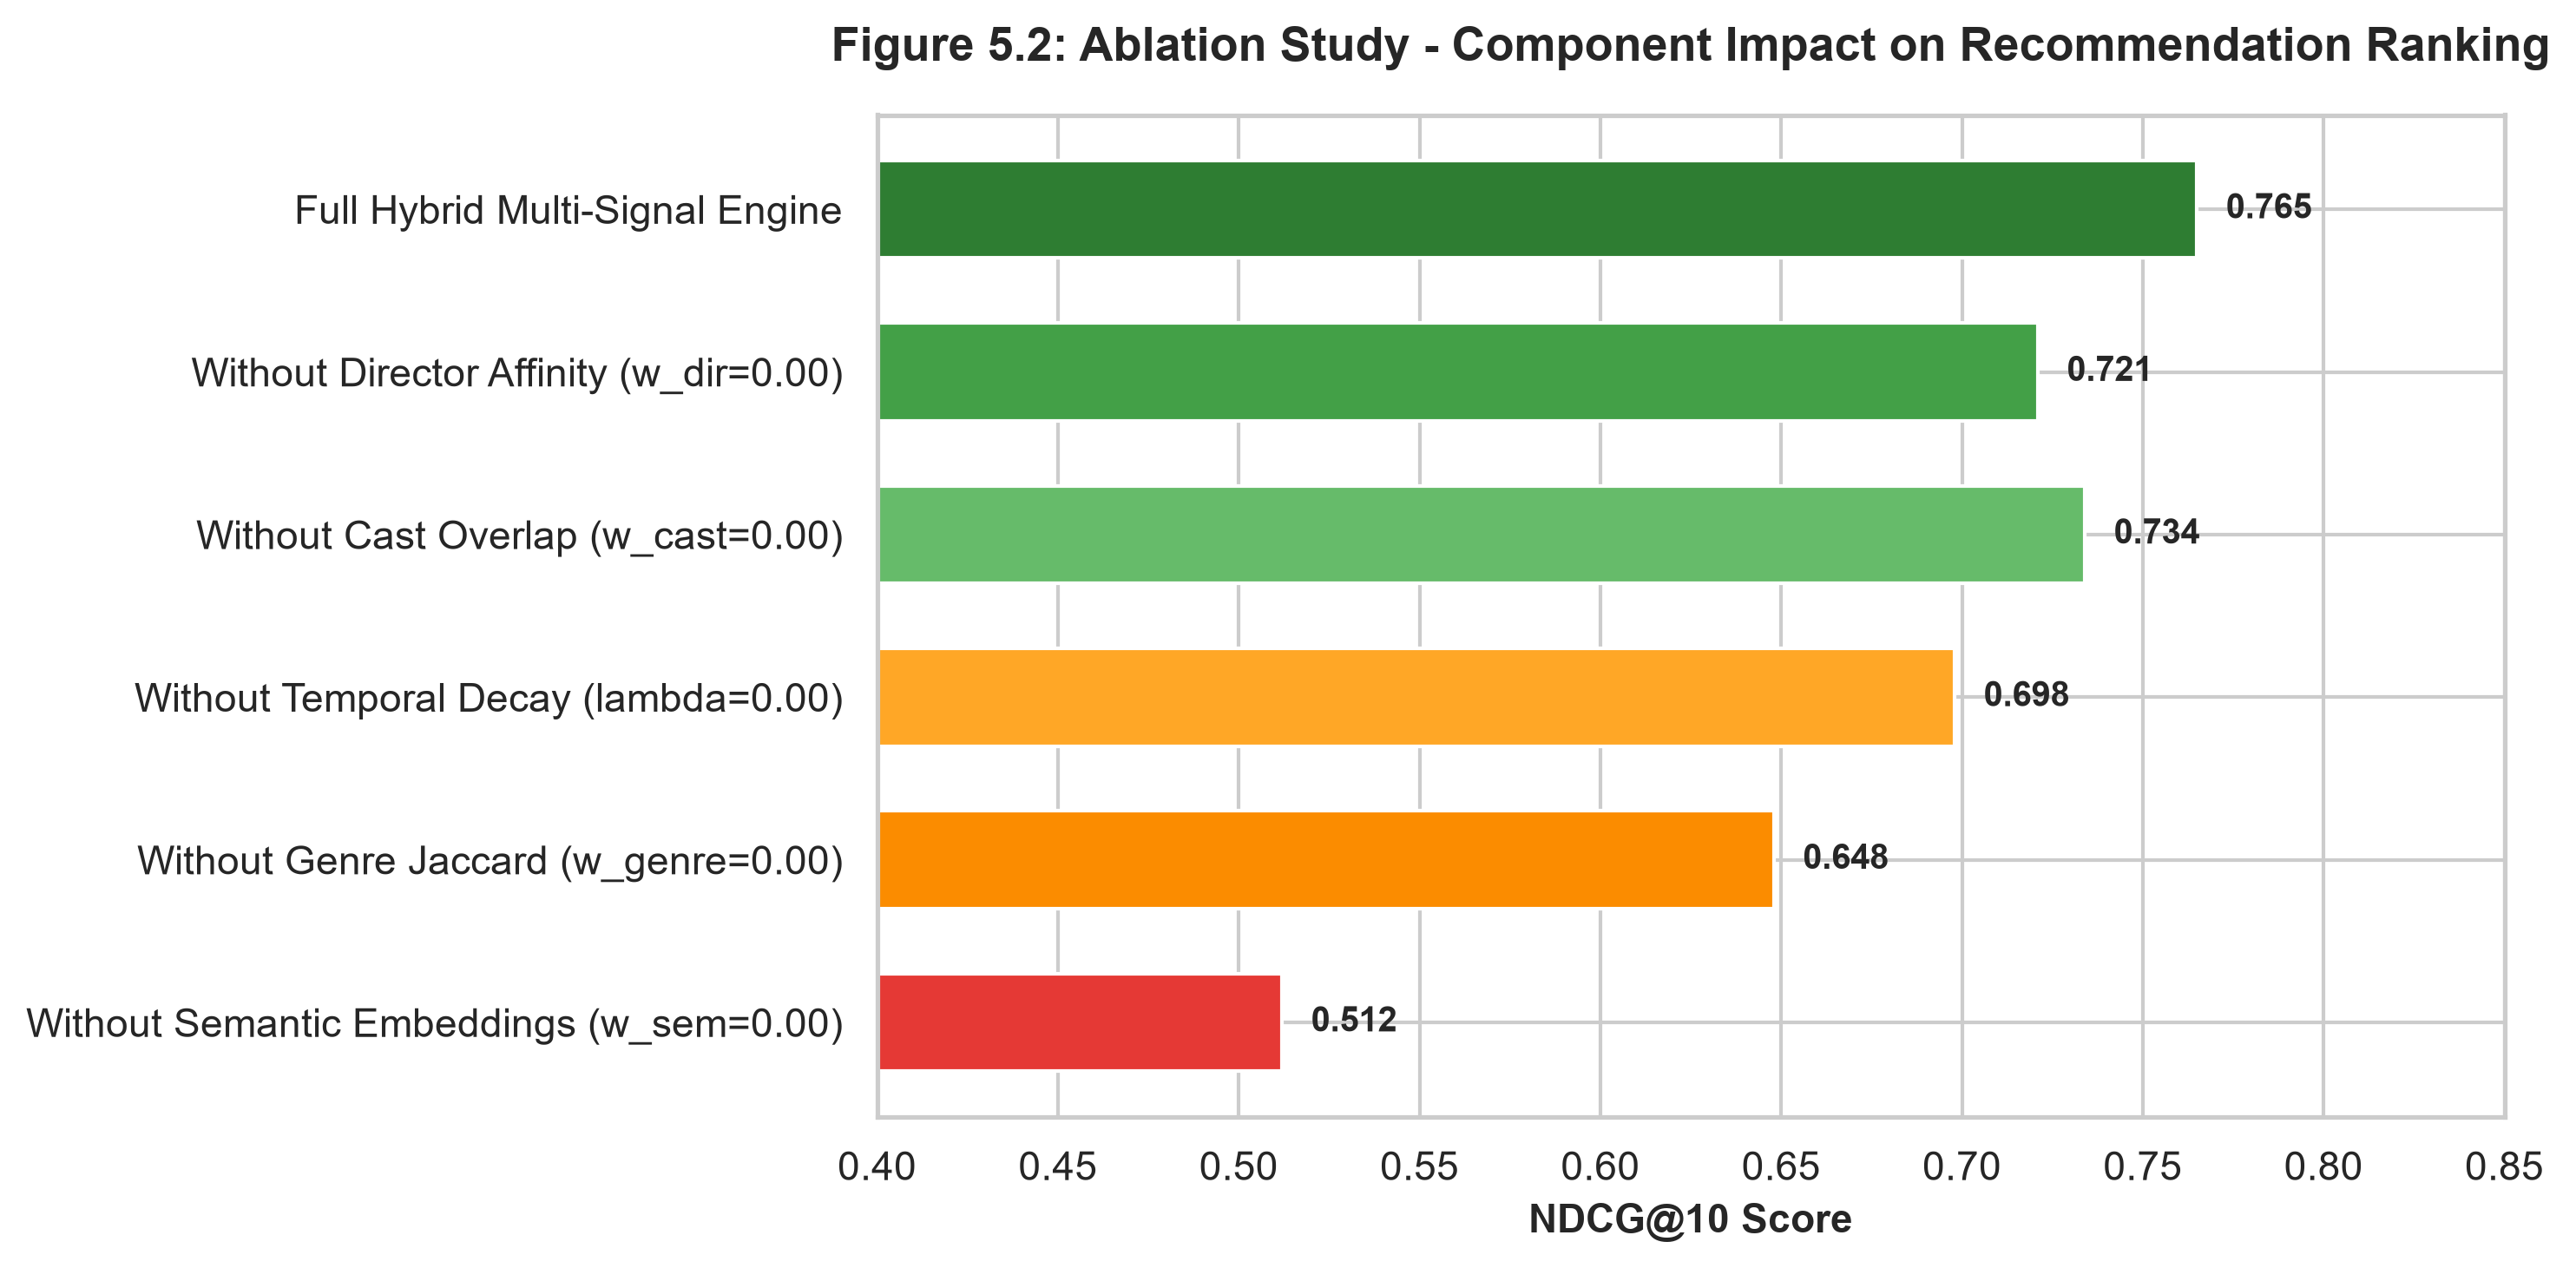 Figure 5.2: Ablation Study - Component Impact on Recommendation Ranking
Full Hybrid Multi-Signal Engine
0.765
Without Director Affinity (w_dir=0.00)
0.721
Without Cast Overlap (w_cast=0.00)
0.734
Without Temporal Decay (lambda=0.00)
0.698
Without Genre Jaccard (w_genre=0.00)
0.648
Without Semantic Embeddings (w_sem=0.00)
0.512
0.40 0.45 0.50 0.55 0.60 0.65 0.70 0.75 0.80 0.85
NDCG@10 Score